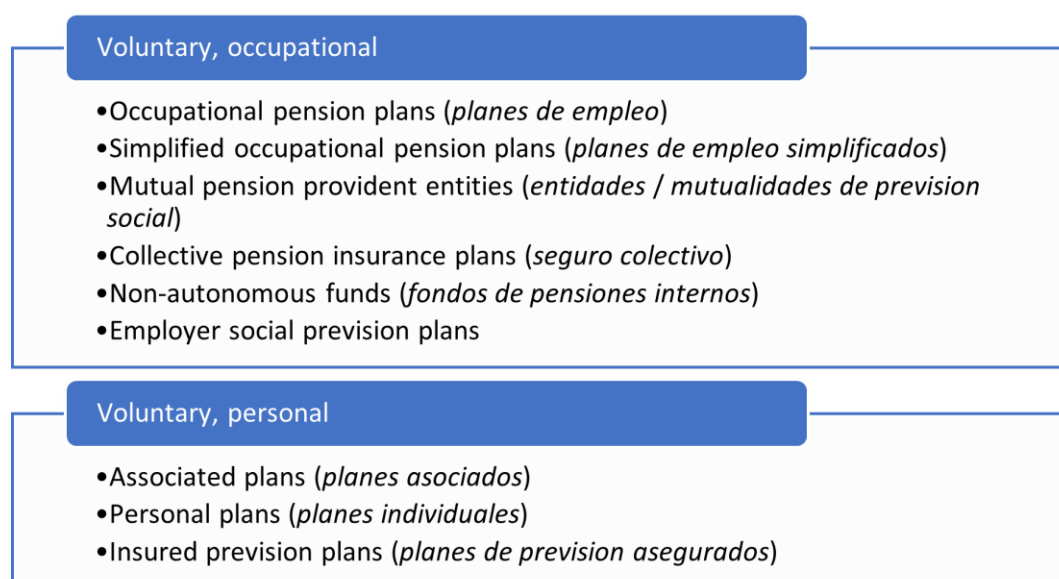 Voluntary, occupational
•Occupational pension plans (planes de empleo)
•Simplified occupational pension plans (planes de empleo simplificados)
•Mutual pension provident entities (entidades / mutualidades de prevision
social)
•Collective pension insurance plans (seguro colectivo)
•Non-autonomous funds (fondos de pensiones internos)
•Employer social prevision plans
Voluntary, personal
•Associated plans (planes asociados)
•Personal plans (planes individuales)
•Insured prevision plans (planes de prevision asegurados)